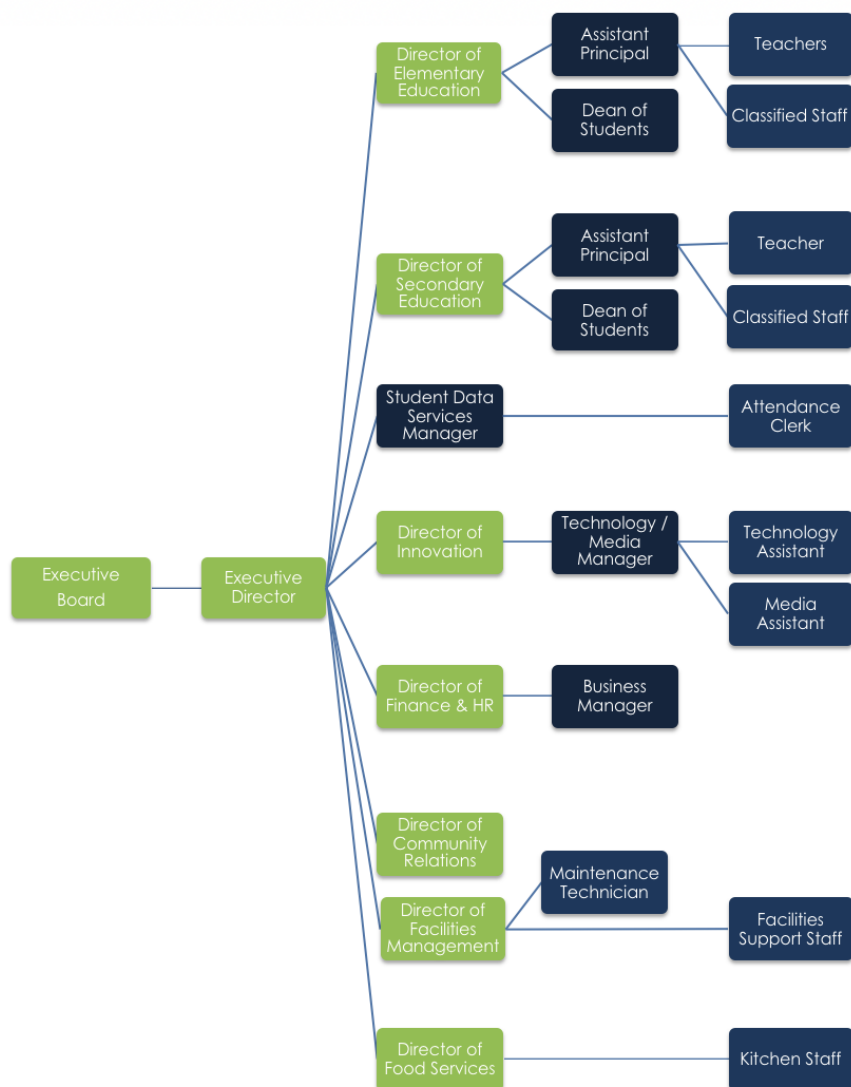 Director of
Elementary
Education
Assistant
Principal
Teachers
Dean of
Students
Classified Staff
Director of
Secondary
Education
Assistant
Principal
Teacher
Dean of
Students
Classified Staff
Student Data
Services
Manager
Attendance
Clerk
Executive
Board
Executive
Director
Director of
Innovation
Technology /
Media
Manager
Technology
Assistant
Media
Assistant
Director of
Finance & HR
Business
Manager
Director of
Community
Relations
Maintenance
Technician
Director of
Facilities
Management
Facilities
Support Staff
Director of
Food Services
Kitchen Staff